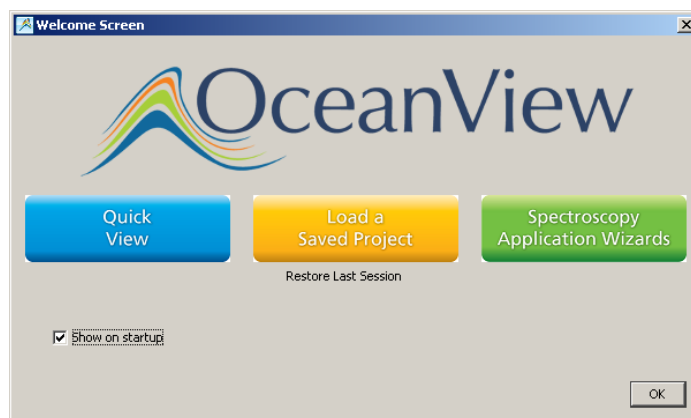 Welcome Screen
OceanView
Quick
View
Load a
Saved Project
Spectroscopy
Application Wizards
Restore Last Session
Show on startup
OK